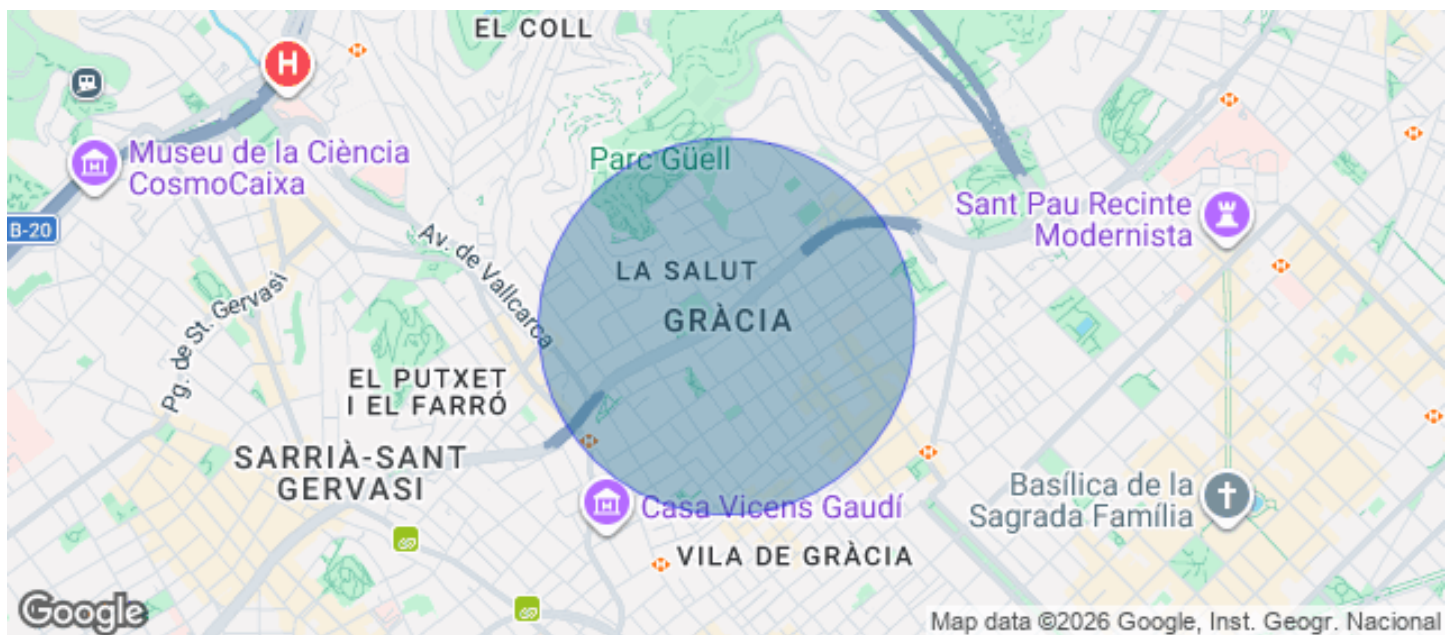 EL COLL
H
Museu de la Ciència
CosmoCaixa
Parc Güell
B-20
Av. de Vallcarca
Sant Pau Recinte
Modernista
LA SALUT
GRÀCIA
Pg. de St. Gervasi
EL PUTXET
I EL FARRÓ
SARRIÀ-SANT
GERVASI
Casa Vicens Gaudí
Basílica de la
Sagrada Família
VILA DE GRÀCIA
Google
Map data ©2026 Google, Inst. Geogr. Nacional